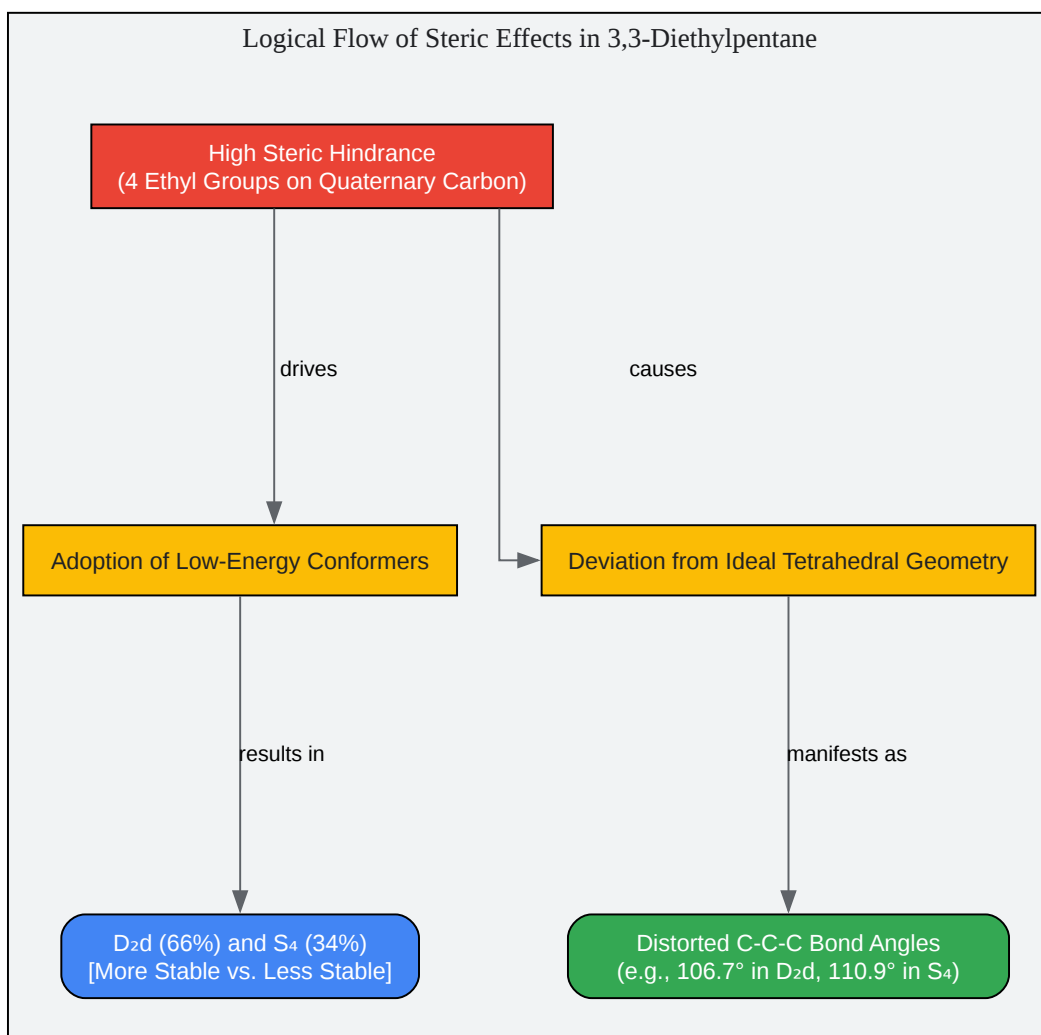 Logical Flow of Steric Effects in 3,3-Diethylpentane
High Steric Hindrance
(4 Ethyl Groups on Quaternary Carbon)
drives
causes
Adoption of Low-Energy Conformers
Deviation from Ideal Tetrahedral Geometry
results in
manifests as
D₂d (66%) and S₄ (34%)
[More Stable vs. Less Stable]
Distorted C-C-C Bond Angles
(e.g., 106.7° in D₂d, 110.9° in S₄)